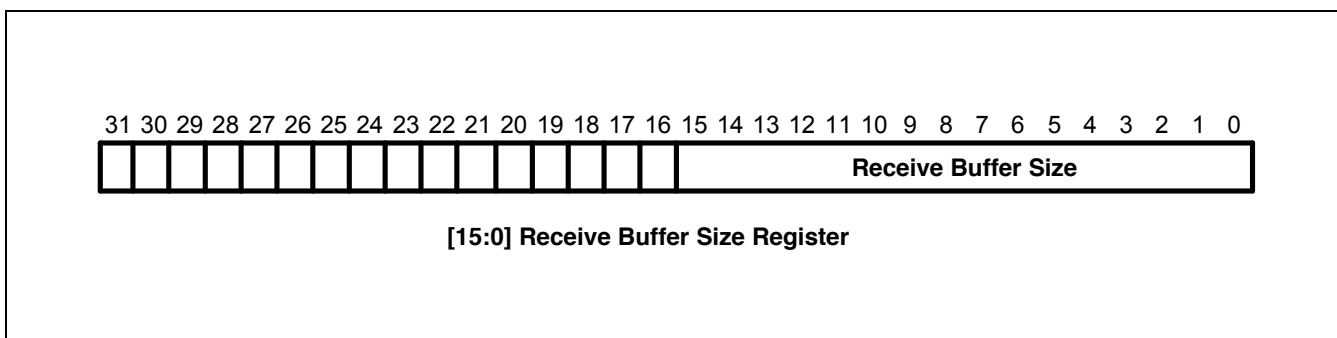 31 30 29 28 27 26 25 24 23 22 21 20 19 18 17 16 15 14 13 12 11 10 9 8 7 6 5 4 3 2 1 0
Receive Buffer Size
[15:0] Receive Buffer Size Register